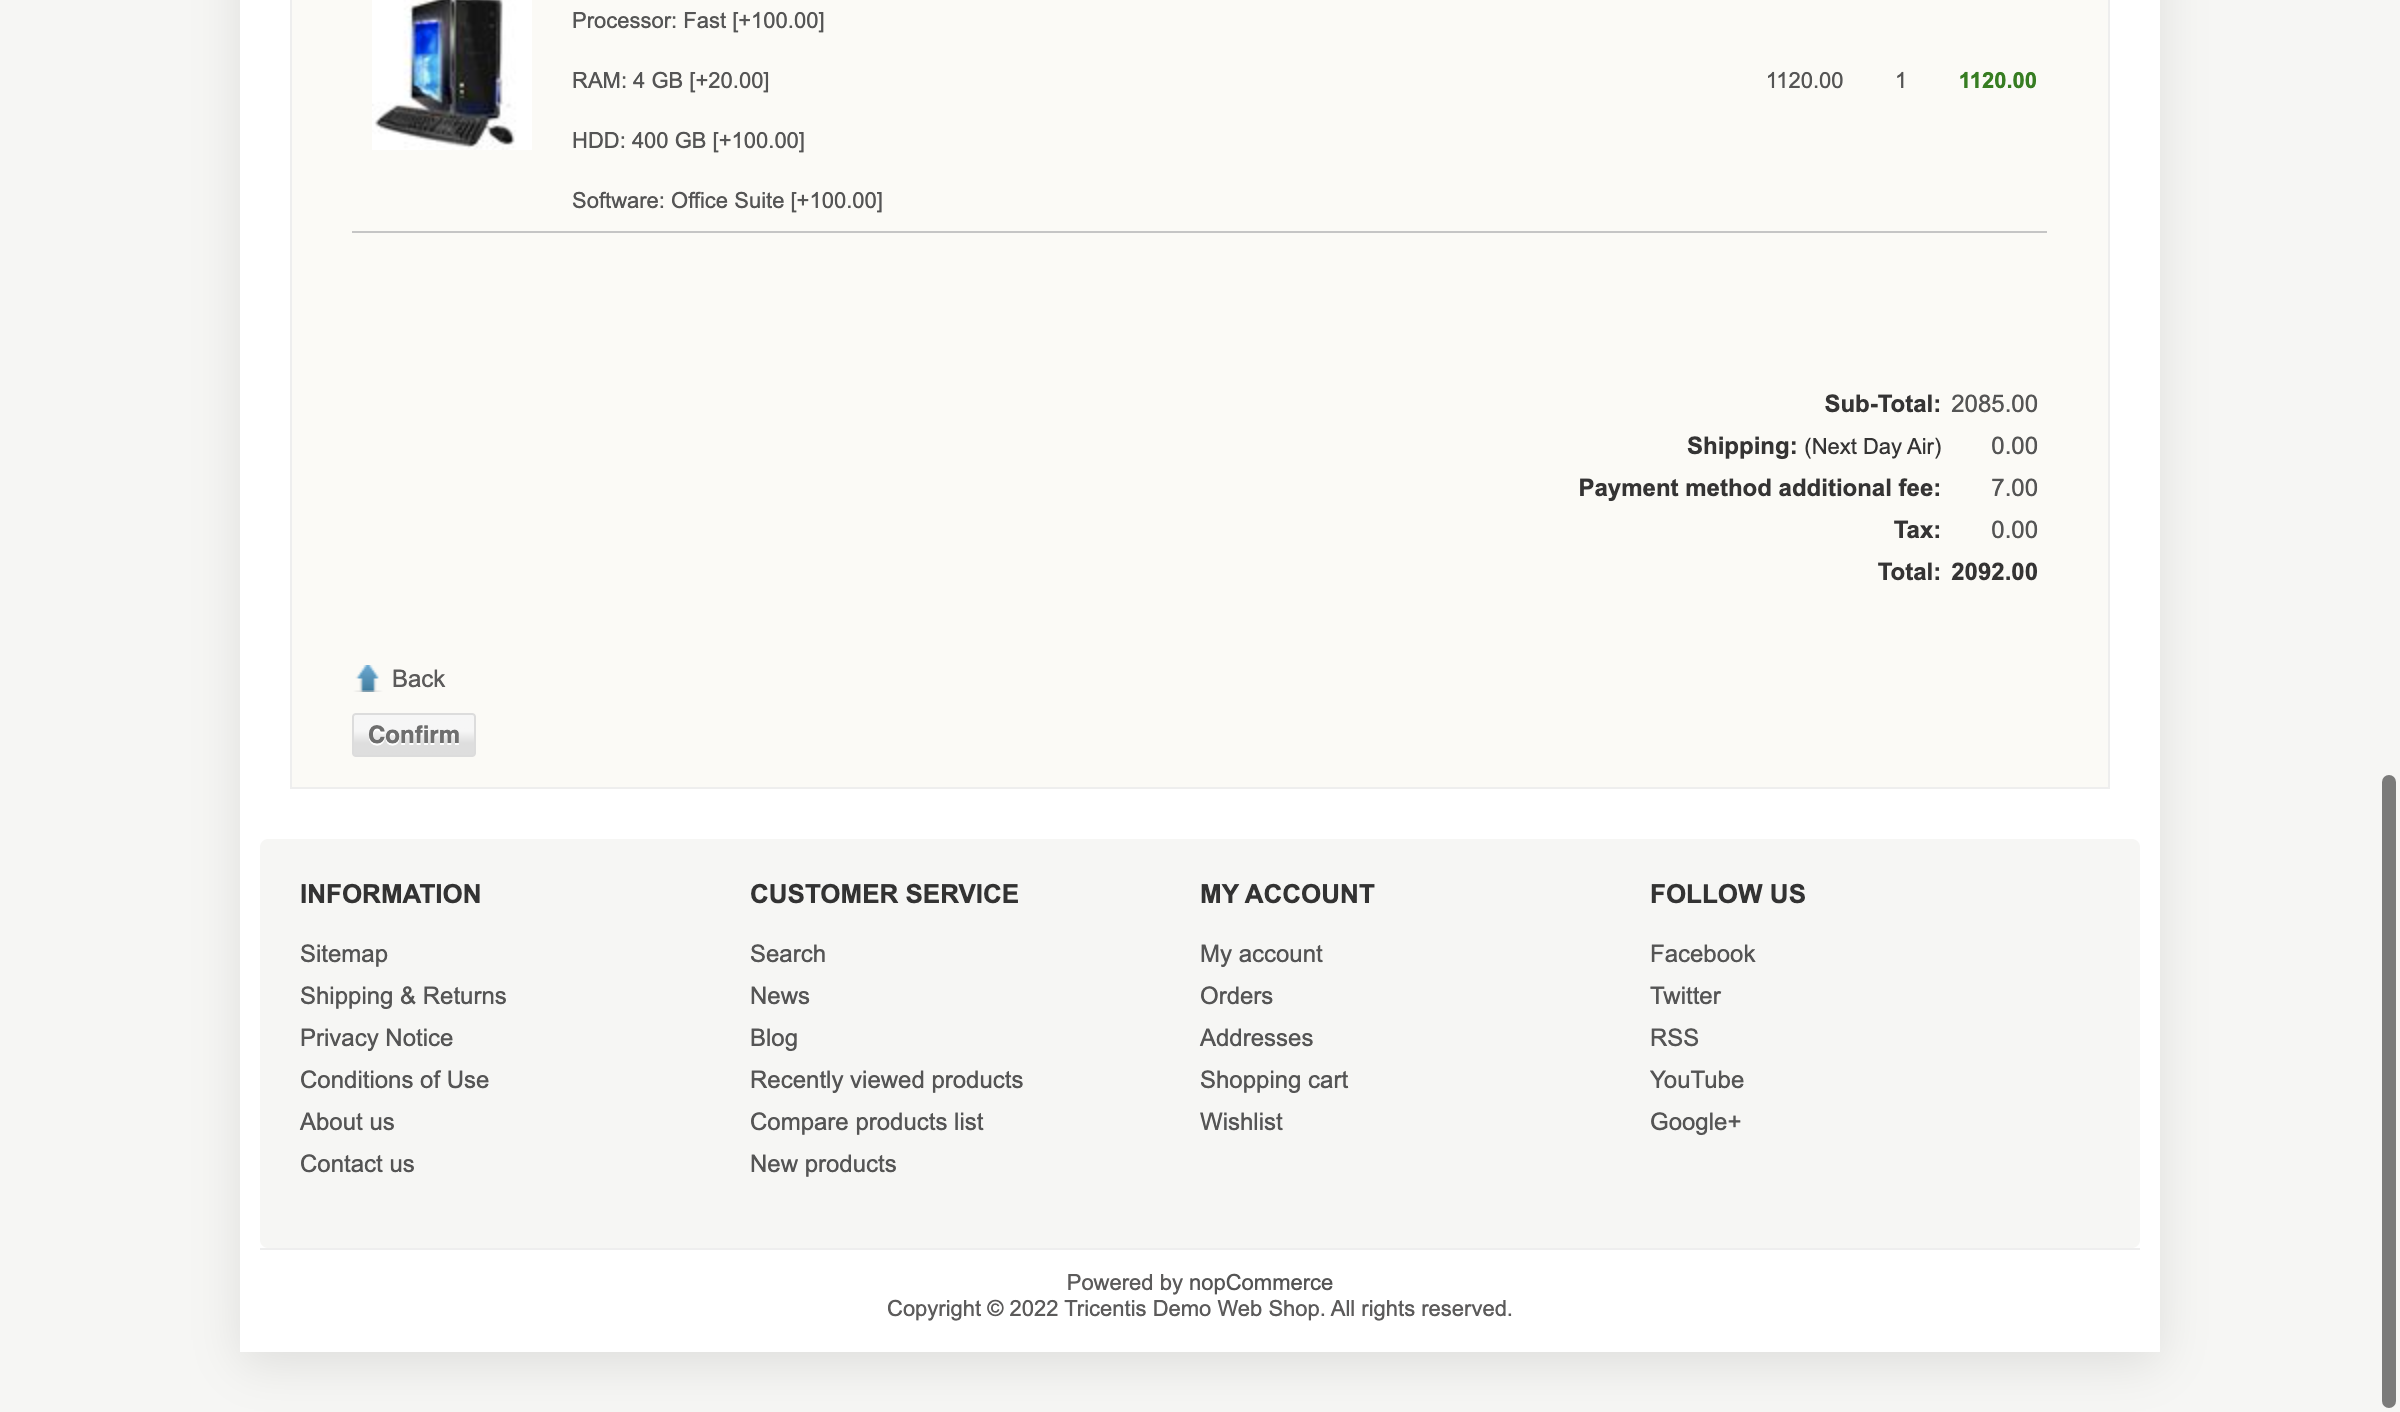 Processor: Fast [+100.00]
RAM: 4 GB [+20.00] 1120.00 1 1120.00
HDD: 400 GB [+100.00]
Software: Office Suite [+100.00]
Sub-Total: 2085.00
Shipping: (Next Day Air) 0.00
Payment method additional fee: 7.00
Tax: 0.00
Total: 2092.00
Back
Confirm
INFORMATION
Sitemap
Shipping & Returns
Privacy Notice
Conditions of Use
About us
Contact us
CUSTOMER SERVICE
Search
News
Blog
Recently viewed products
Compare products list
New products
MY ACCOUNT
My account
Orders
Addresses
Shopping cart
Wishlist
FOLLOW US
Facebook
Twitter
RSS
YouTube
Google+
Powered by nopCommerce
Copyright © 2022 Tricentis Demo Web Shop. All rights reserved.